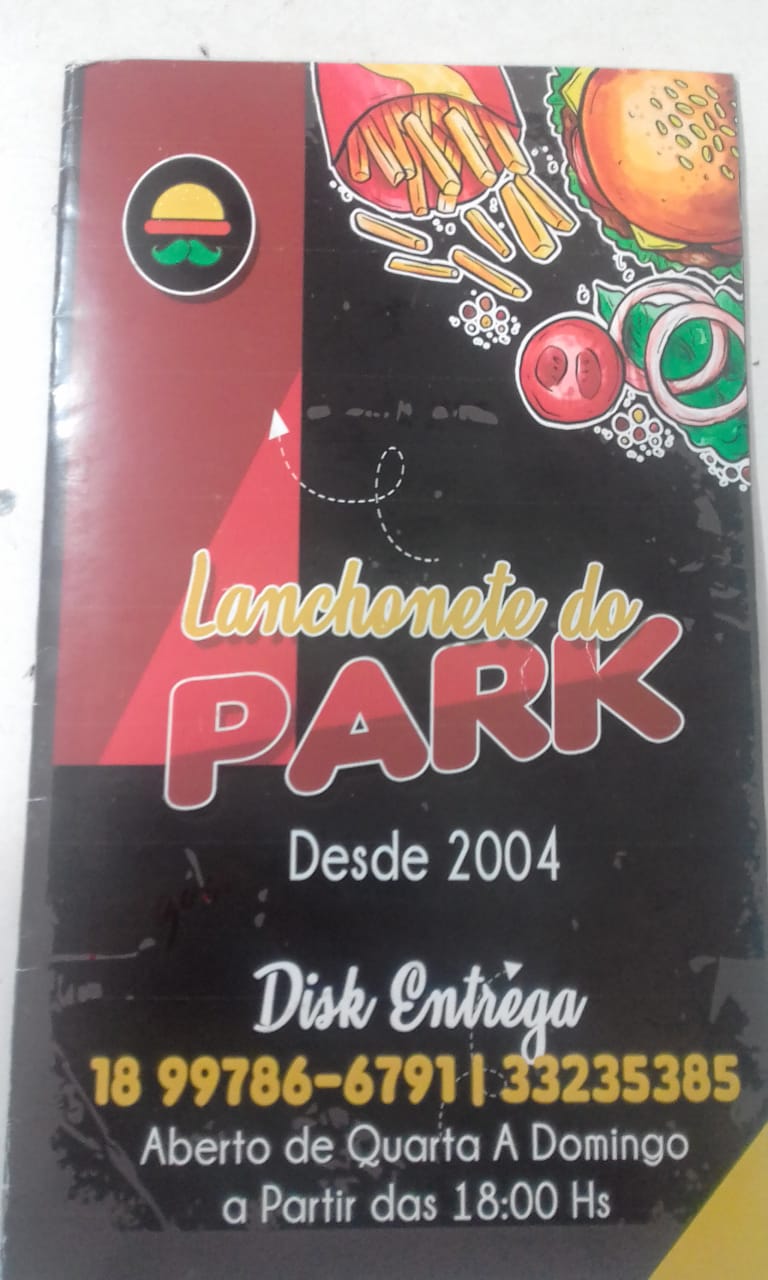 Lanchonete do
PARK
Desde 2004
Disk Entrega
18 99786-6791 | 33235385
Aberto de Quarta A Domingo
a Partir das 18:00 Hs